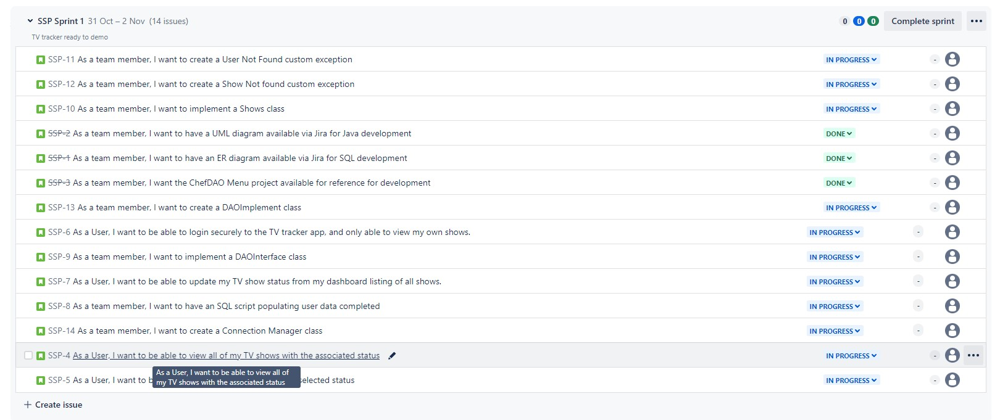 SSP Sprint 1 31 Oct – 2 Nov (14 issues) 0 0 0 Complete sprint
TV tracker ready to demo
SSP-11 As a team member, I want to create a User Not Found custom exception IN PROGRESS -
SSP-12 As a team member, I want to create a Show Not found custom exception IN PROGRESS -
SSP-10 As a team member, I want to implement a Shows class IN PROGRESS -
SSP-2 As a team member, I want to have a UML diagram available via Jira for Java development DONE -
SSP-1 As a team member, I want to have an ER diagram available via Jira for SQL development DONE -
SSP-3 As a team member, I want the ChefDAO Menu project available for reference for development DONE -
SSP-13 As a team member, I want to create a DAOImplement class IN PROGRESS -
SSP-6 As a User, I want to be able to login securely to the TV tracker app, and only able to view my own shows. IN PROGRESS -
SSP-9 As a team member, I want to implement a DAOInterface class IN PROGRESS -
SSP-7 As a User, I want to be able to update my TV show status from my dashboard listing of all shows. IN PROGRESS -
SSP-8 As a team member, I want to have an SQL script populating user data completed IN PROGRESS -
SSP-14 As a team member, I want to create a Connection Manager class IN PROGRESS -
SSP-4 As a User, I want to be able to view all of my TV shows with the associated status IN PROGRESS -
As a User, I want to be able to view all of
my TV shows with the associated status
SSP-5 As a User, I want to b selected status IN PROGRESS -
Create issue